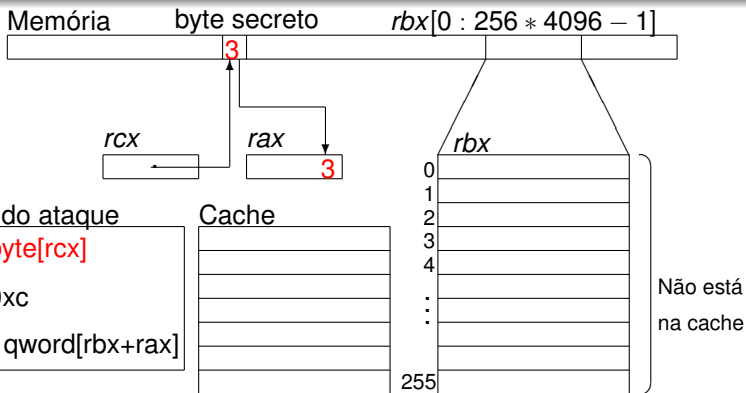 Memória byte secreto rbx[0 : 256 ∗ 4096 − 1]
3
rcx rax rbx
3
0
1
2
3
4
⋮
255
do ataque
yte[rcx]
xc
qword[rbx+rax]
Cache
Não está
na cache